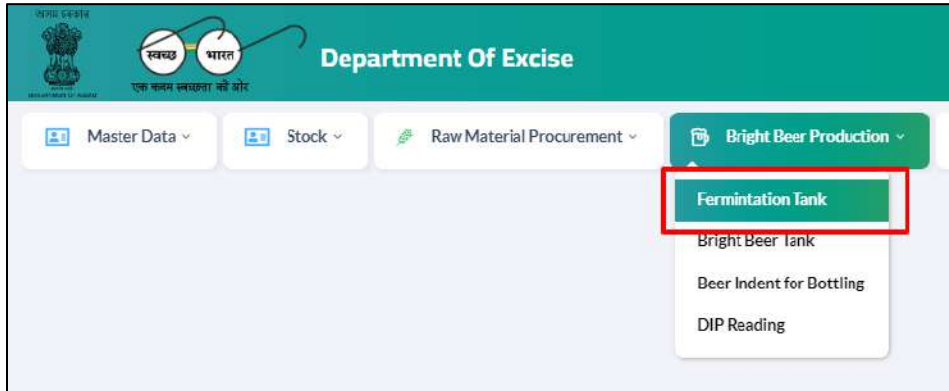 स्वच्छ भारत
एक कदम स्वच्छता की ओर
Department Of Excise
Master Data
Stock
Raw Material Procurement
Bright Beer Production
Fermintation Tank
Bright Beer Tank
Beer Indent for Bottling
DIP Reading